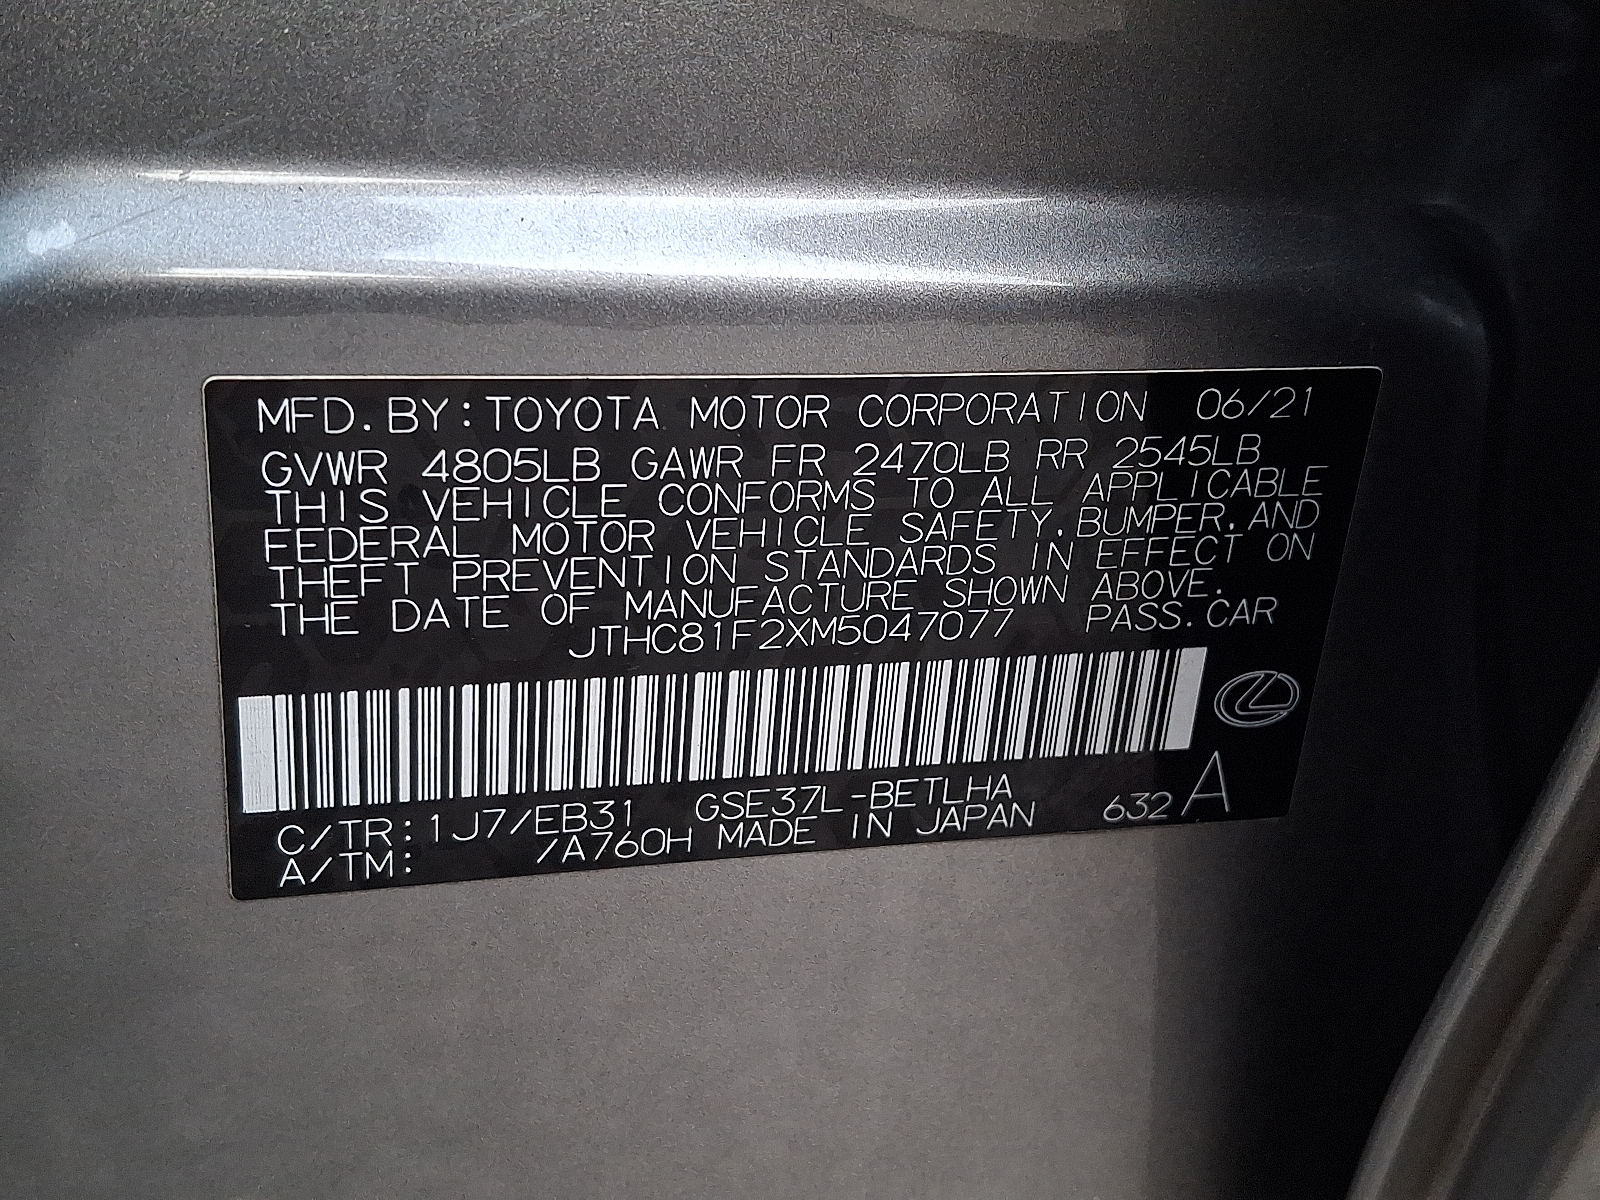 MFD. BY: TOYOTA MOTOR CORPORATION 06/21
GVWR 4805LB GAWR FR 2470LB RR 2545LB
THIS VEHICLE CONFORMS TO ALL APPLICABLE
FEDERAL MOTOR VEHICLE SAFETY, BUMPER, AND
THEFT PREVENTION STANDARDS IN EFFECT ON
THE DATE OF MANUFACTURE SHOWN ABOVE.
JTHC81F2XM5047077 PASS. CAR
C/TR: 1J7/EB31 GSE37L-BETLHA
A/TM: /A760H MADE IN JAPAN 632 A